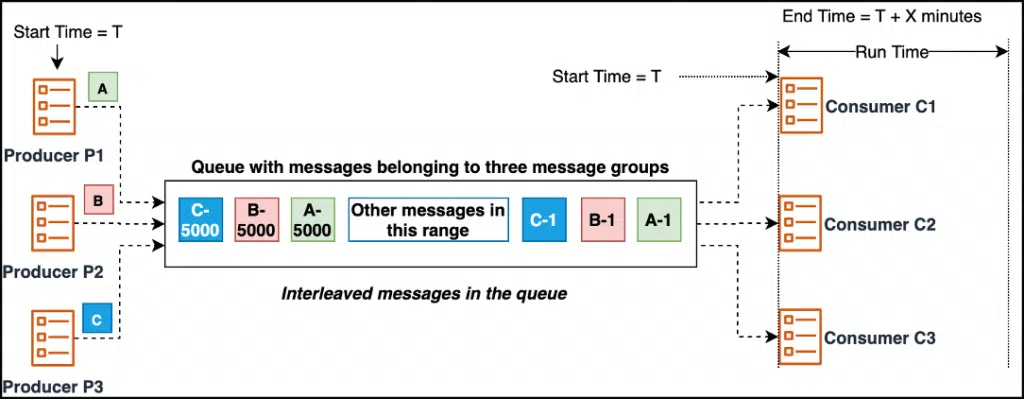 End Time = T + X minutes
Start Time = T
Run Time
Start Time = T
A
Consumer C1
Producer P1
Queue with messages belonging to three message groups
B
C-
5000
B-
5000
A-
5000
Other messages in
this range
C-1
B-1
A-1
Consumer C2
Producer P2
Interleaved messages in the queue
C
Consumer C3
Producer P3